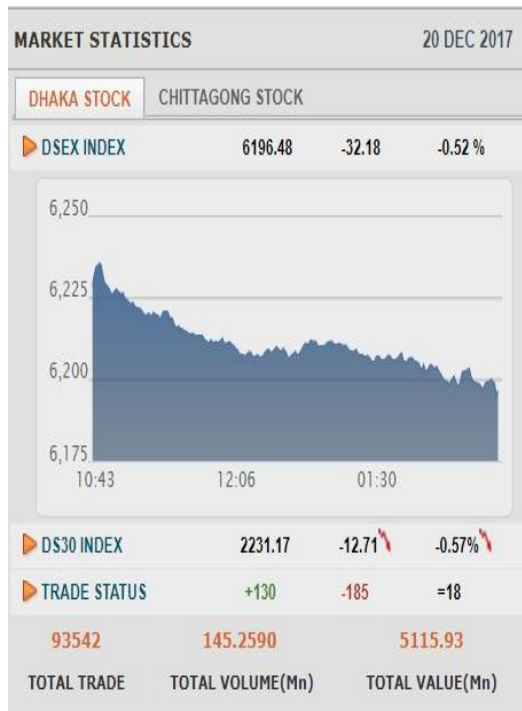 MARKET STATISTICS 20 DEC 2017
DHAKA STOCK CHITTAGONG STOCK
DSEX INDEX 6196.48 -32.18 -0.52 %
6,250
6,225
6,200
6,175
10:43 12:06 01:30
DS30 INDEX 2231.17 -12.71 -0.57%
TRADE STATUS +130 -185 =18
93542 145.2590 5115.93
TOTAL TRADE TOTAL VOLUME(Mn) TOTAL VALUE(Mn)